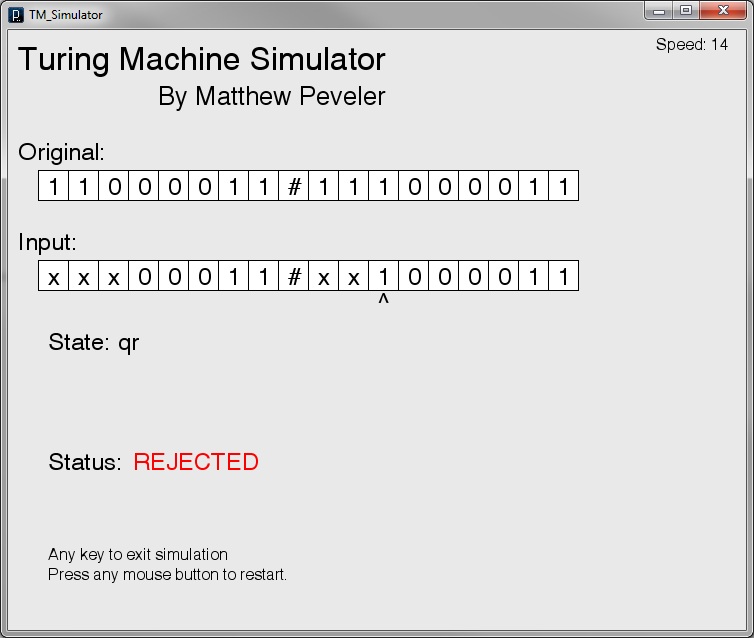 TM_Simulator
Speed: 14
Turing Machine Simulator
By Matthew Peveler
Original:
1 1 0 0 0 0 1 1 # 1 1 1 0 0 0 0 1 1
Input:
x x x 0 0 0 1 1 # x x 1 0 0 0 0 1 1
^
State: qr
Status: REJECTED
Any key to exit simulation
Press any mouse button to restart.